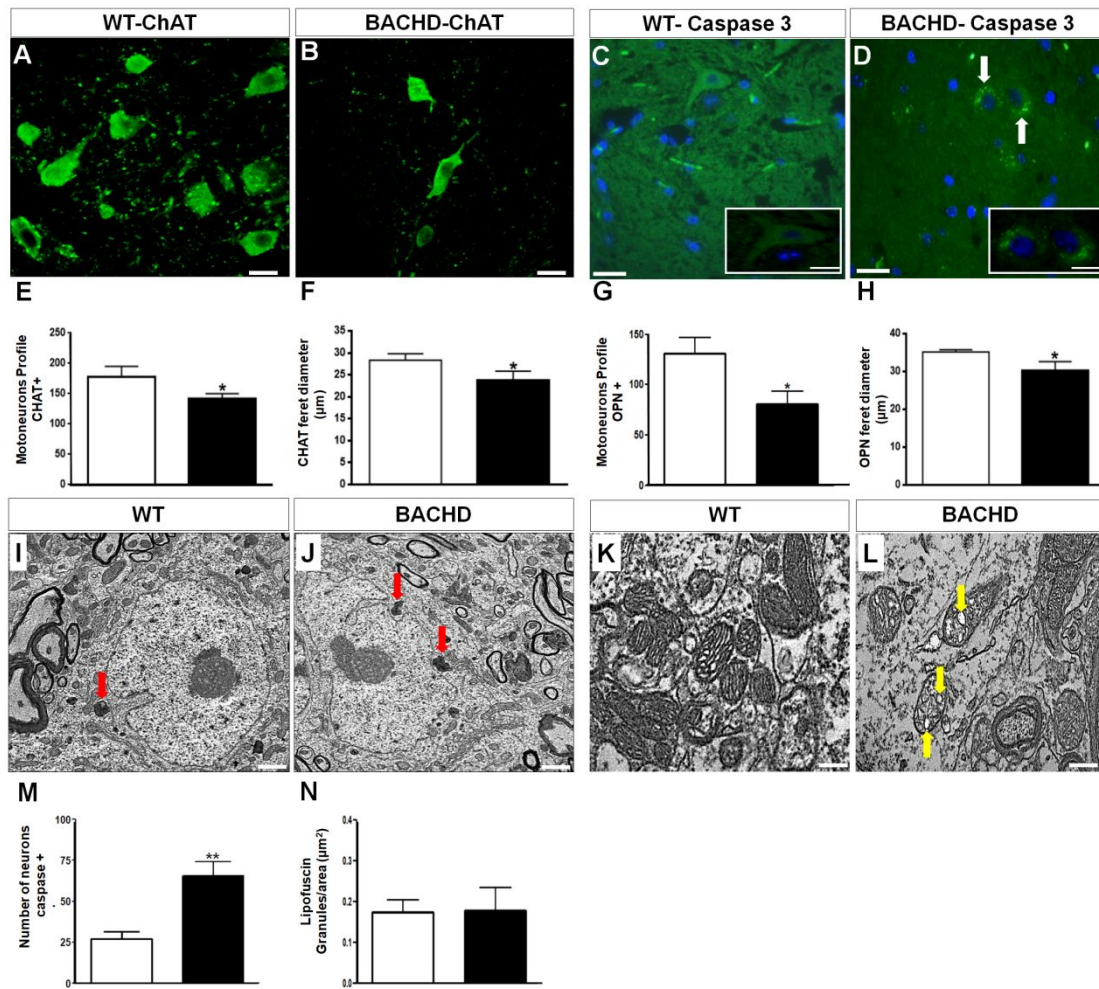 WT-ChAT
BACHD-ChAT
WT- Caspase 3
BACHD- Caspase 3
A
B
C
D
E
F
G
H
Motoneurons Profile
CHAT+
250
200
150
100
50
0
*
CHAT feret diameter
(µm)
35
30
25
20
15
10
5
0
*
Motoneurons Profile
OPN +
150
100
50
0
*
OPN feret diameter
(µm)
40
30
20
10
0
*
WT
BACHD
WT
BACHD
I
J
K
L
M
N
Number of neurons
caspase +
100
75
50
25
0
**
Lipofuscin
Granules/area (µm²)
0.4
0.3
0.2
0.1
0.0